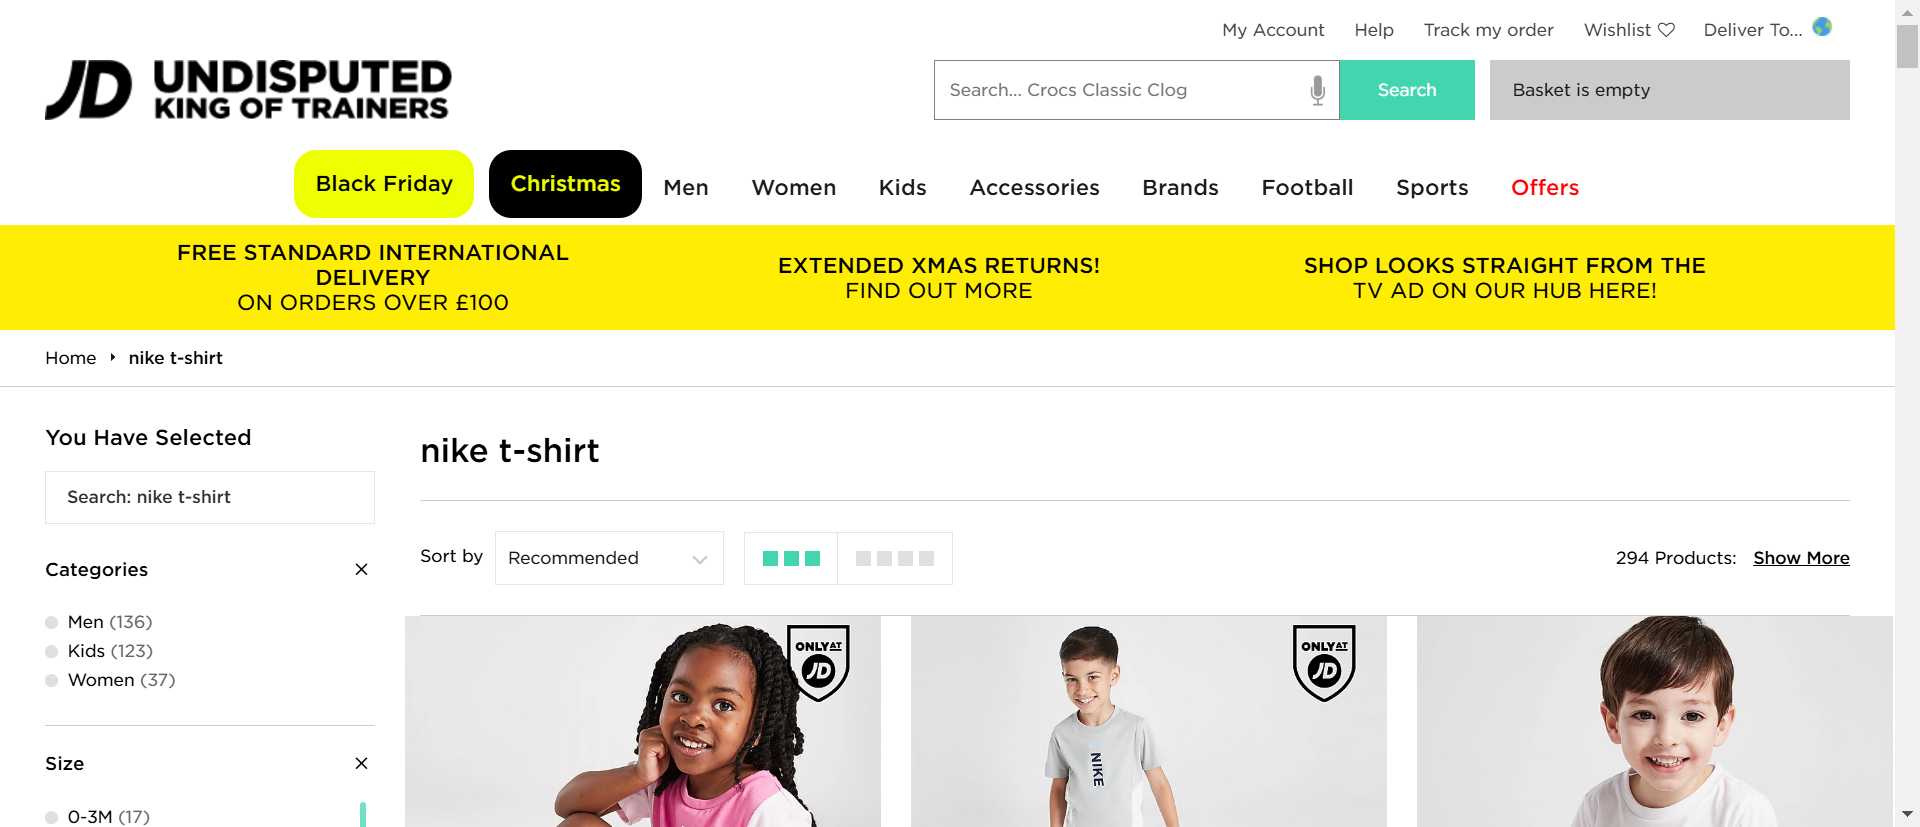 My Account
Help
Track my order
Wishlist
Deliver To...
JD UNDISPUTED
KING OF TRAINERS
Search... Crocs Classic Clog
Search
Basket is empty
Black Friday
Christmas
Men
Women
Kids
Accessories
Brands
Football
Sports
Offers
FREE STANDARD INTERNATIONAL
DELIVERY
ON ORDERS OVER £100
EXTENDED XMAS RETURNS!
FIND OUT MORE
SHOP LOOKS STRAIGHT FROM THE
TV AD ON OUR HUB HERE!
Home
nike t-shirt
You Have Selected
Search: nike t-shirt
Categories
Men (136)
Kids (123)
Women (37)
Size
0-3M (17)
nike t-shirt
Sort by
Recommended
294 Products:
Show More
ONLY AT
JD
ONLY AT
JD
NIKE